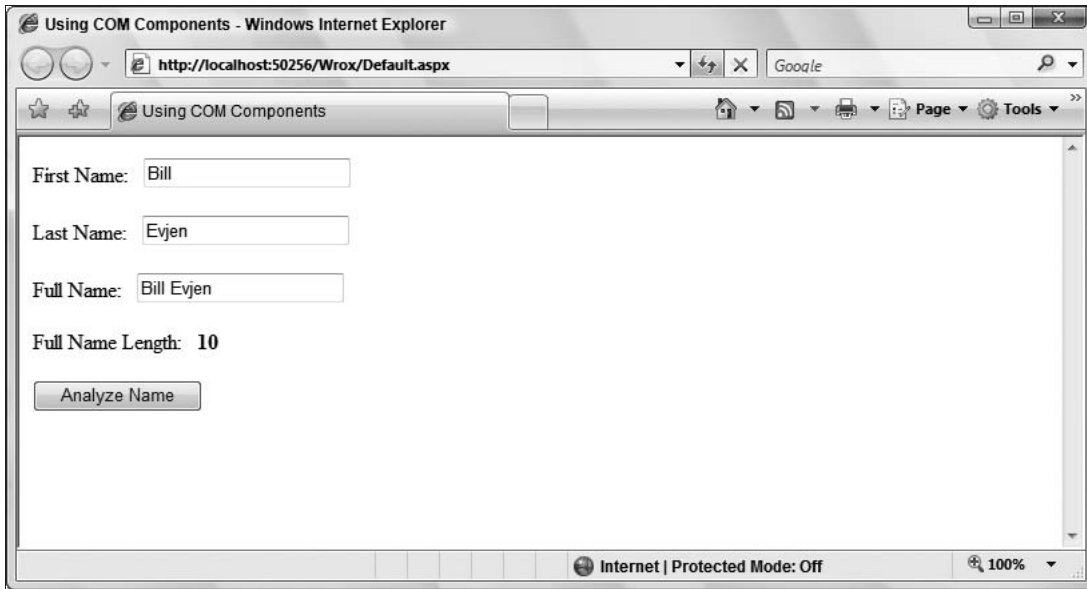 Using COM Components - Windows Internet Explorer
http://localhost:50256/Wrox/Default.aspx
Google
Using COM Components
Page
Tools
First Name: Bill
Last Name: Evjen
Full Name: Bill Evjen
Full Name Length: 10
Analyze Name
Internet | Protected Mode: Off
100%